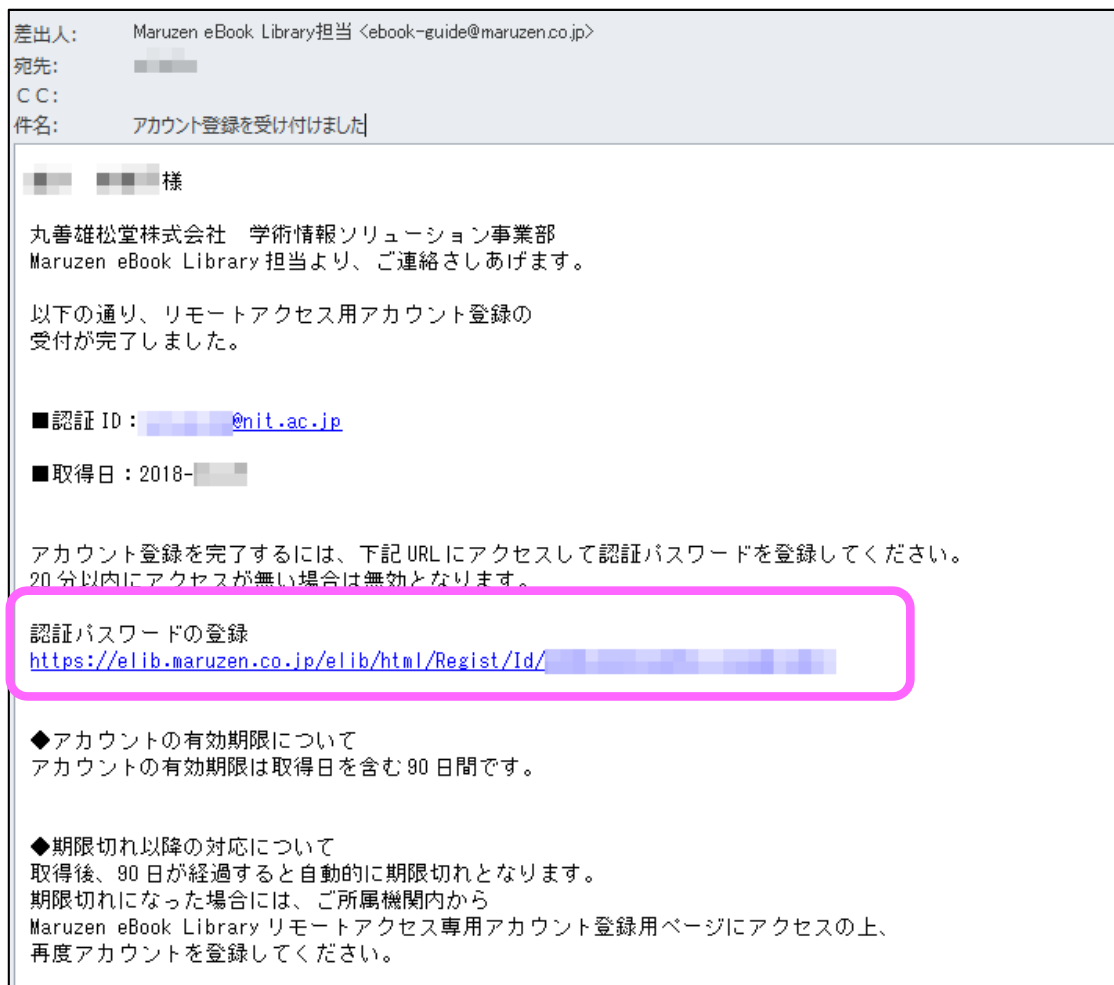 差出人: Maruzen eBook Library担当 <ebook-guide@maruzen.co.jp>
宛先:
CC:
件名: アカウント登録を受け付けました
様
丸善雄松堂株式会社　学術情報ソリューション事業部
Maruzen eBook Library 担当より、ご連絡さしあげます。
以下の通り、リモートアクセス用アカウント登録の
受付が完了しました。
■認証 ID：@nit.ac.jp
■取得日：2018-
アカウント登録を完了するには、下記 URL にアクセスして認証パスワードを登録してください。
20 分以内にアクセスが無い場合は無効となります。
認証パスワードの登録
https://elib.maruzen.co.jp/elib/html/Regist/Id/
◆アカウントの有効期限について
アカウントの有効期限は取得日を含む 90 日間です。
◆期限切れ以降の対応について
取得後、90 日が経過すると自動的に期限切れとなります。
期限切れになった場合には、ご所属機関内から
Maruzen eBook Library リモートアクセス専用アカウント登録用ページにアクセスの上、
再度アカウントを登録してください。